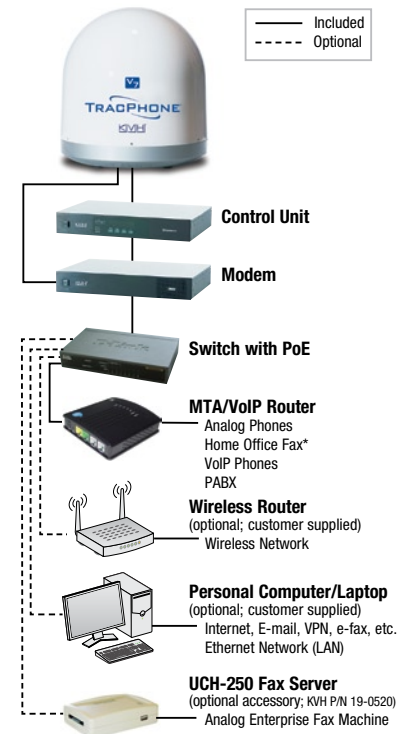 Included
Optional
V7
TRACPHONE
KVH
Control Unit
Modem
Switch with PoE
MTA/VoIP Router
Analog Phones
Home Office Fax*
VoIP Phones
PABX
Wireless Router
(optional; customer supplied)
Wireless Network
Personal Computer/Laptop
(optional; customer supplied)
Internet, E-mail, VPN, e-fax, etc.
Ethernet Network (LAN)
UCH-250 Fax Server
(optional accessory; KVH P/N 19-0520)
Analog Enterprise Fax Machine